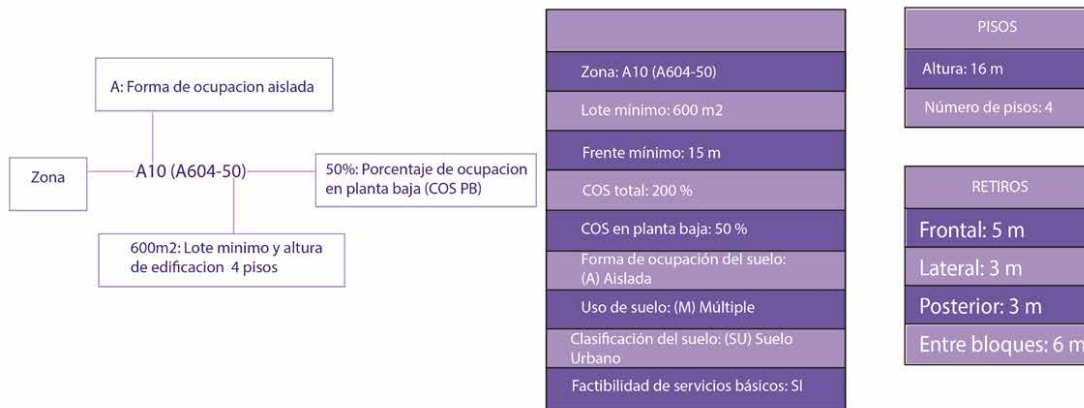 A: Forma de ocupacion aislada
Zona
A10 (A604-50)
50%: Porcentaje de ocupacion
en planta baja (COS PB)
600m2: Lote minimo y altura
de edificacion 4 pisos
Zona: A10 (A604-50)
Lote mínimo: 600 m2
Frente mínimo: 15 m
COS total: 200 %
COS en planta baja: 50 %
Forma de ocupación del suelo:
(A) Aislada
Uso de suelo: (M) Múltiple
Clasificación del suelo: (SU) Suelo
Urbano
Factibilidad de servicios básicos: SI
PISOS
Altura: 16 m
Número de pisos: 4
RETIROS
Frontal: 5 m
Lateral: 3 m
Posterior: 3 m
Entre bloques: 6 m